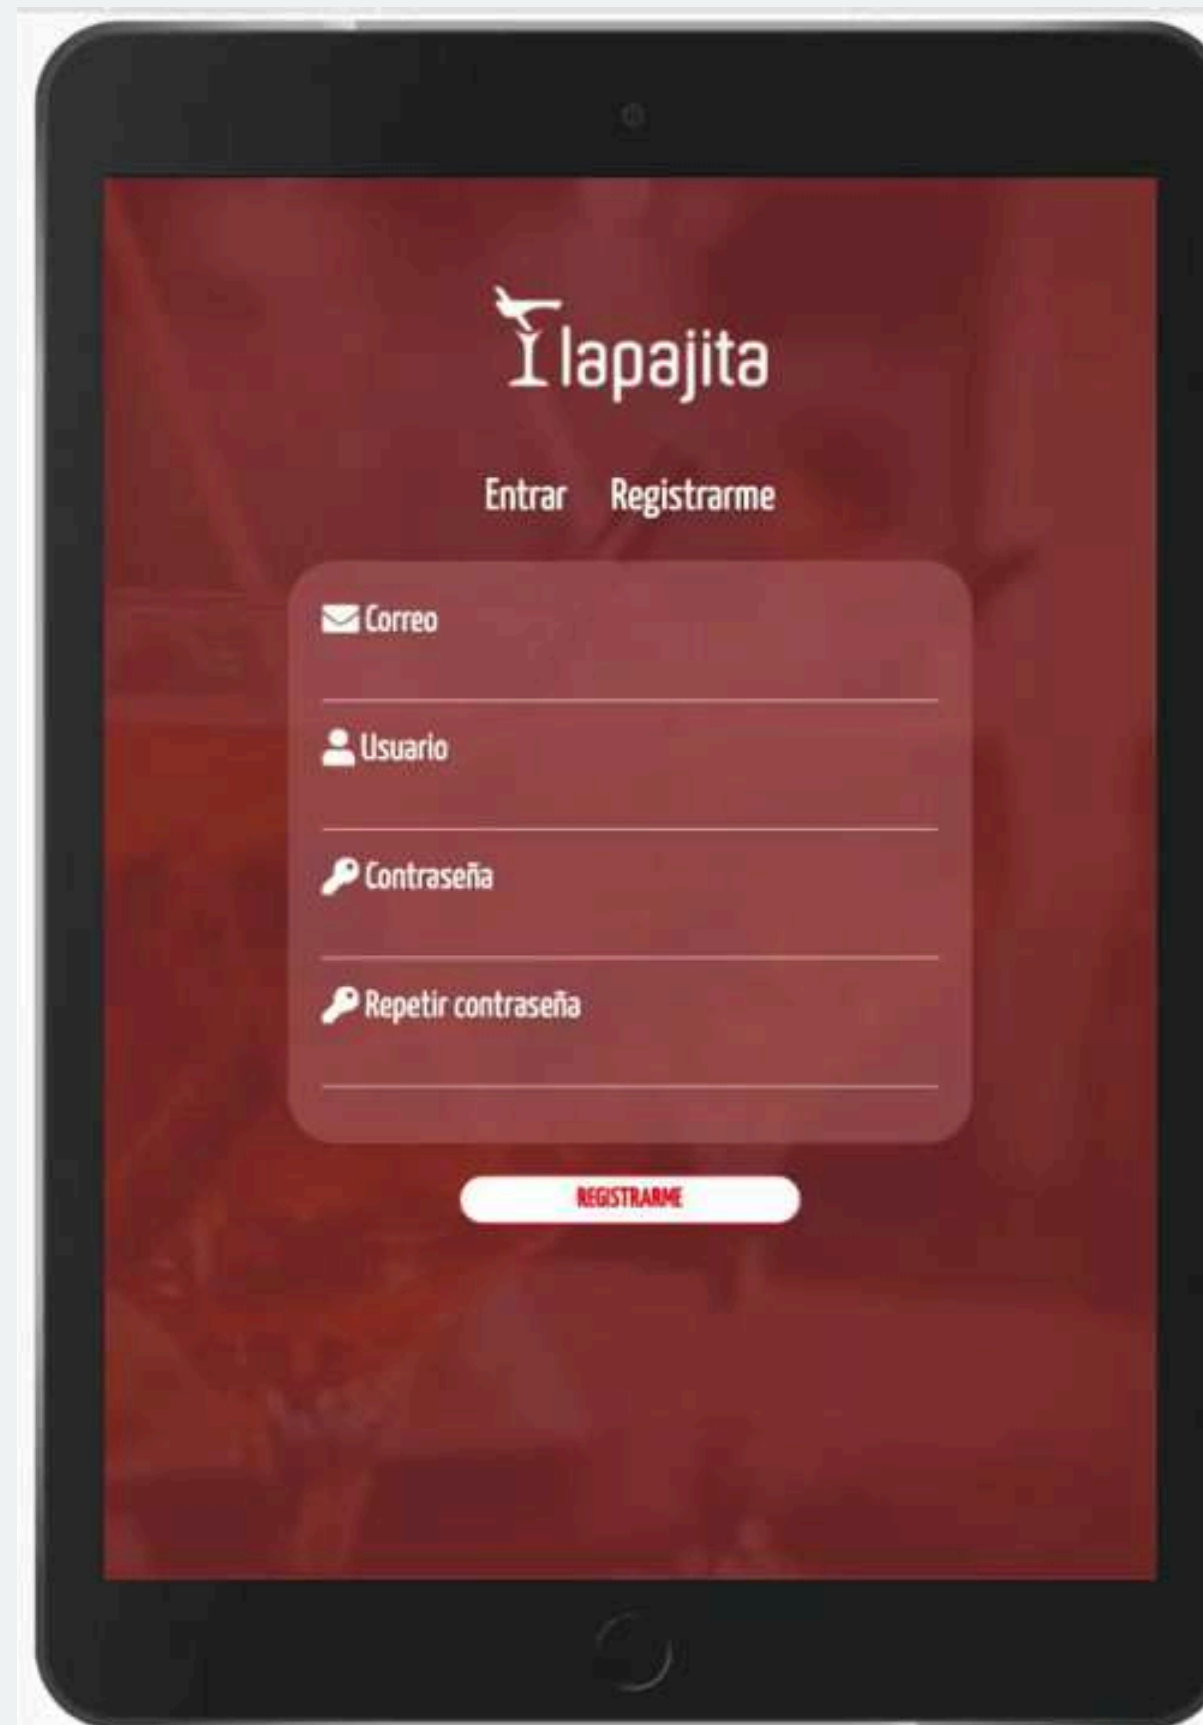 lapajita
Entrar Registrarme
Correo
Usuario
Contraseña
Repetir contraseña
REGISTRARME